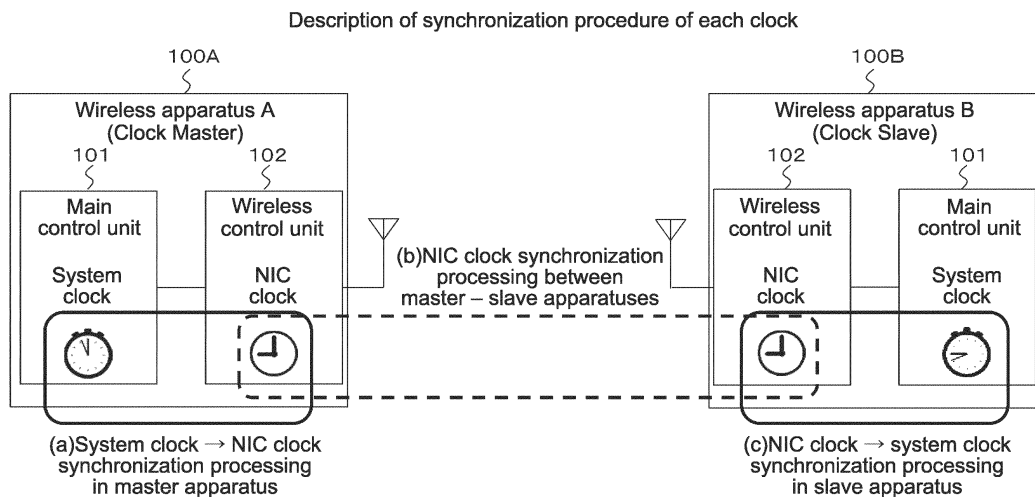 Description of synchronization procedure of each clock
100A
Wireless apparatus A
(Clock Master)
101
102
Main
control unit
Wireless
control unit
System
clock
NIC
clock
(a)System clock → NIC clock
synchronization processing
in master apparatus
(b)NIC clock synchronization
processing between
master – slave apparatuses
100B
Wireless apparatus B
(Clock Slave)
102
101
Wireless
control unit
Main
control unit
NIC
clock
System
clock
(c)NIC clock → system clock
synchronization processing
in slave apparatus